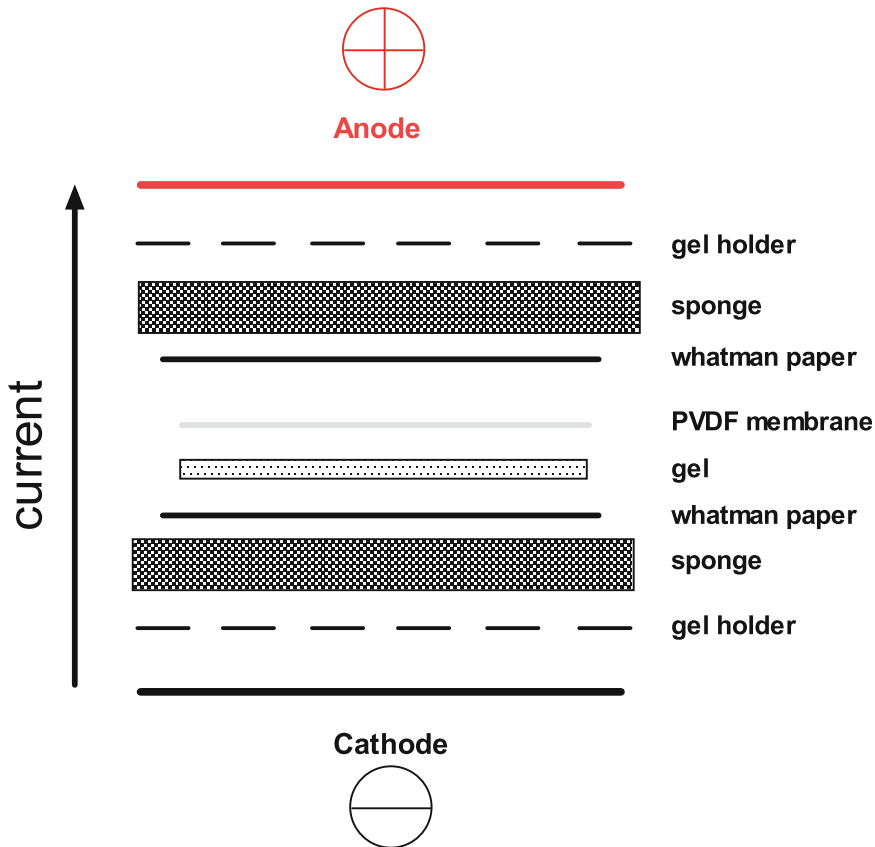 Anode
gel holder
sponge
whatman paper
PVDF membrane
gel
whatman paper
sponge
gel holder
current
Cathode